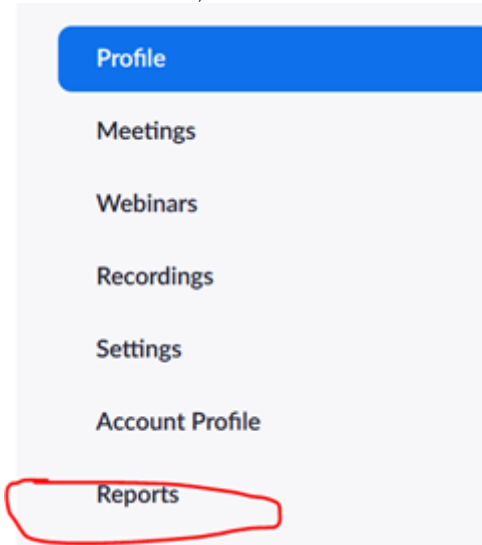 Profile
Meetings
Webinars
Recordings
Settings
Account Profile
Reports